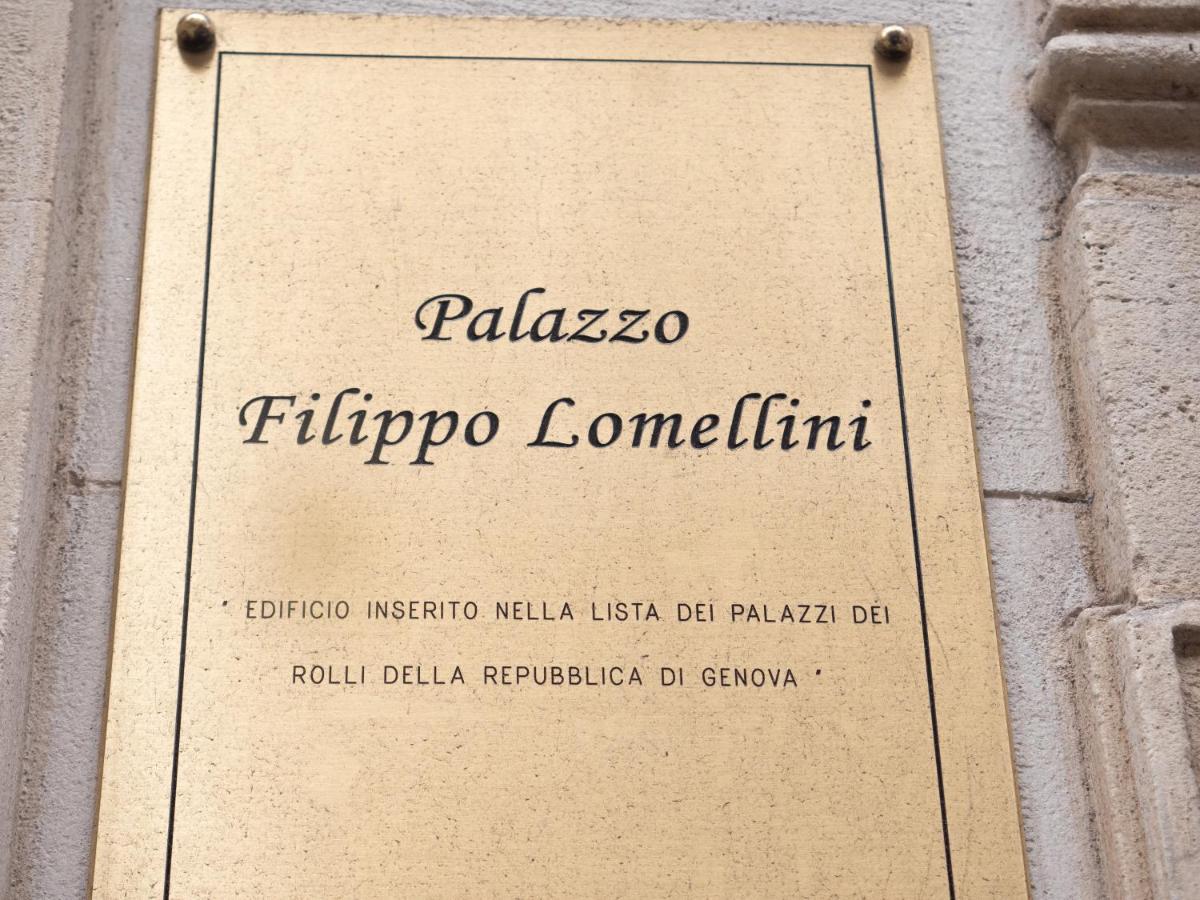 Palazzo
Filippo Lomellini
" EDIFICIO INSERITO NELLA LISTA DEI PALAZZI DEI
ROLLI DELLA REPUBBLICA DI GENOVA "